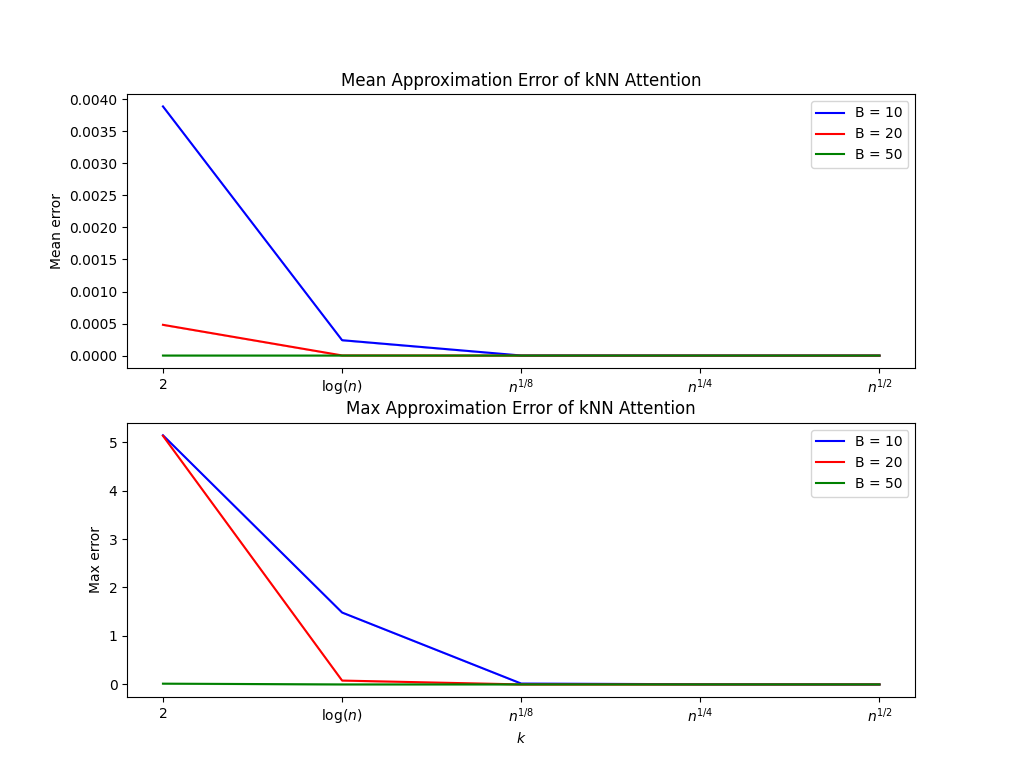 Mean Approximation Error of kNN Attention
Mean error
0.0040
0.0035
0.0030
0.0025
0.0020
0.0015
0.0010
0.0005
0.0000
B = 10
B = 20
B = 50
2 log(n) n^{1/8} n^{1/4} n^{1/2}
Max Approximation Error of kNN Attention
Max error
5
4
3
2
1
0
B = 10
B = 20
B = 50
2 log(n) n^{1/8} n^{1/4} n^{1/2}
k